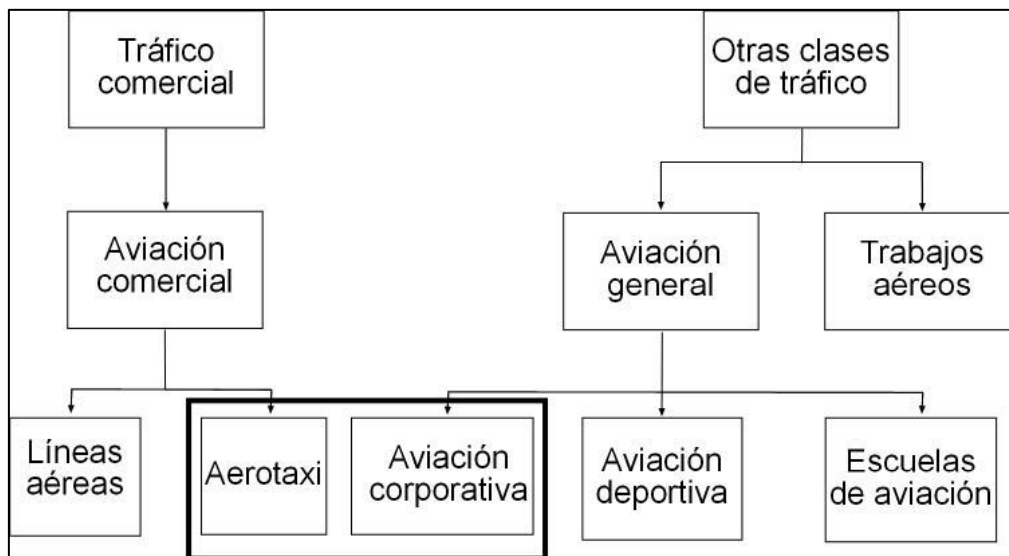 Tráfico
comercial
Otras clases
de tráfico
Aviación
comercial
Aviación
general
Trabajos
aéreos
Líneas
aéreas
Aerotaxi
Aviación
corporativa
Aviación
deportiva
Escuelas
de aviación